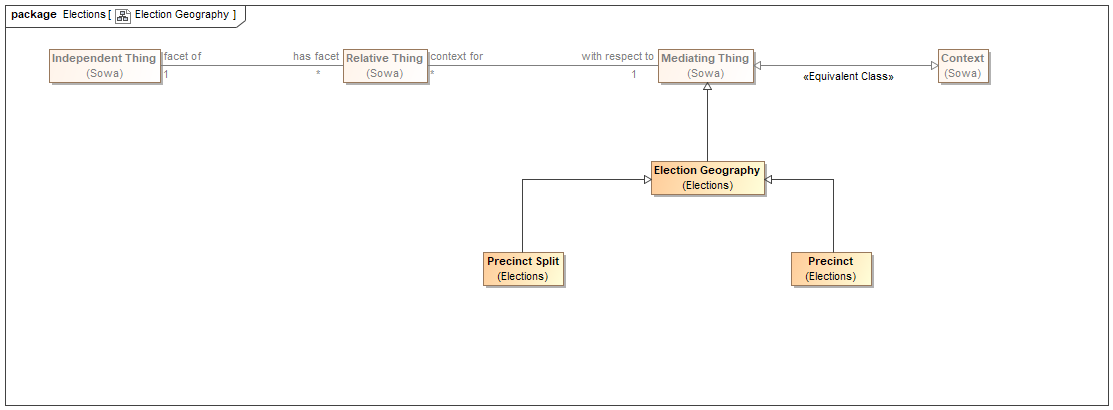 package Elections [ Election Geography ]
Independent Thing
(Sowa)
facet of
1
has facet
*
Relative Thing
(Sowa)
context for
*
with respect to
1
Mediating Thing
(Sowa)
«Equivalent Class»
Context
(Sowa)
Election Geography
(Elections)
Precinct Split
(Elections)
Precinct
(Elections)